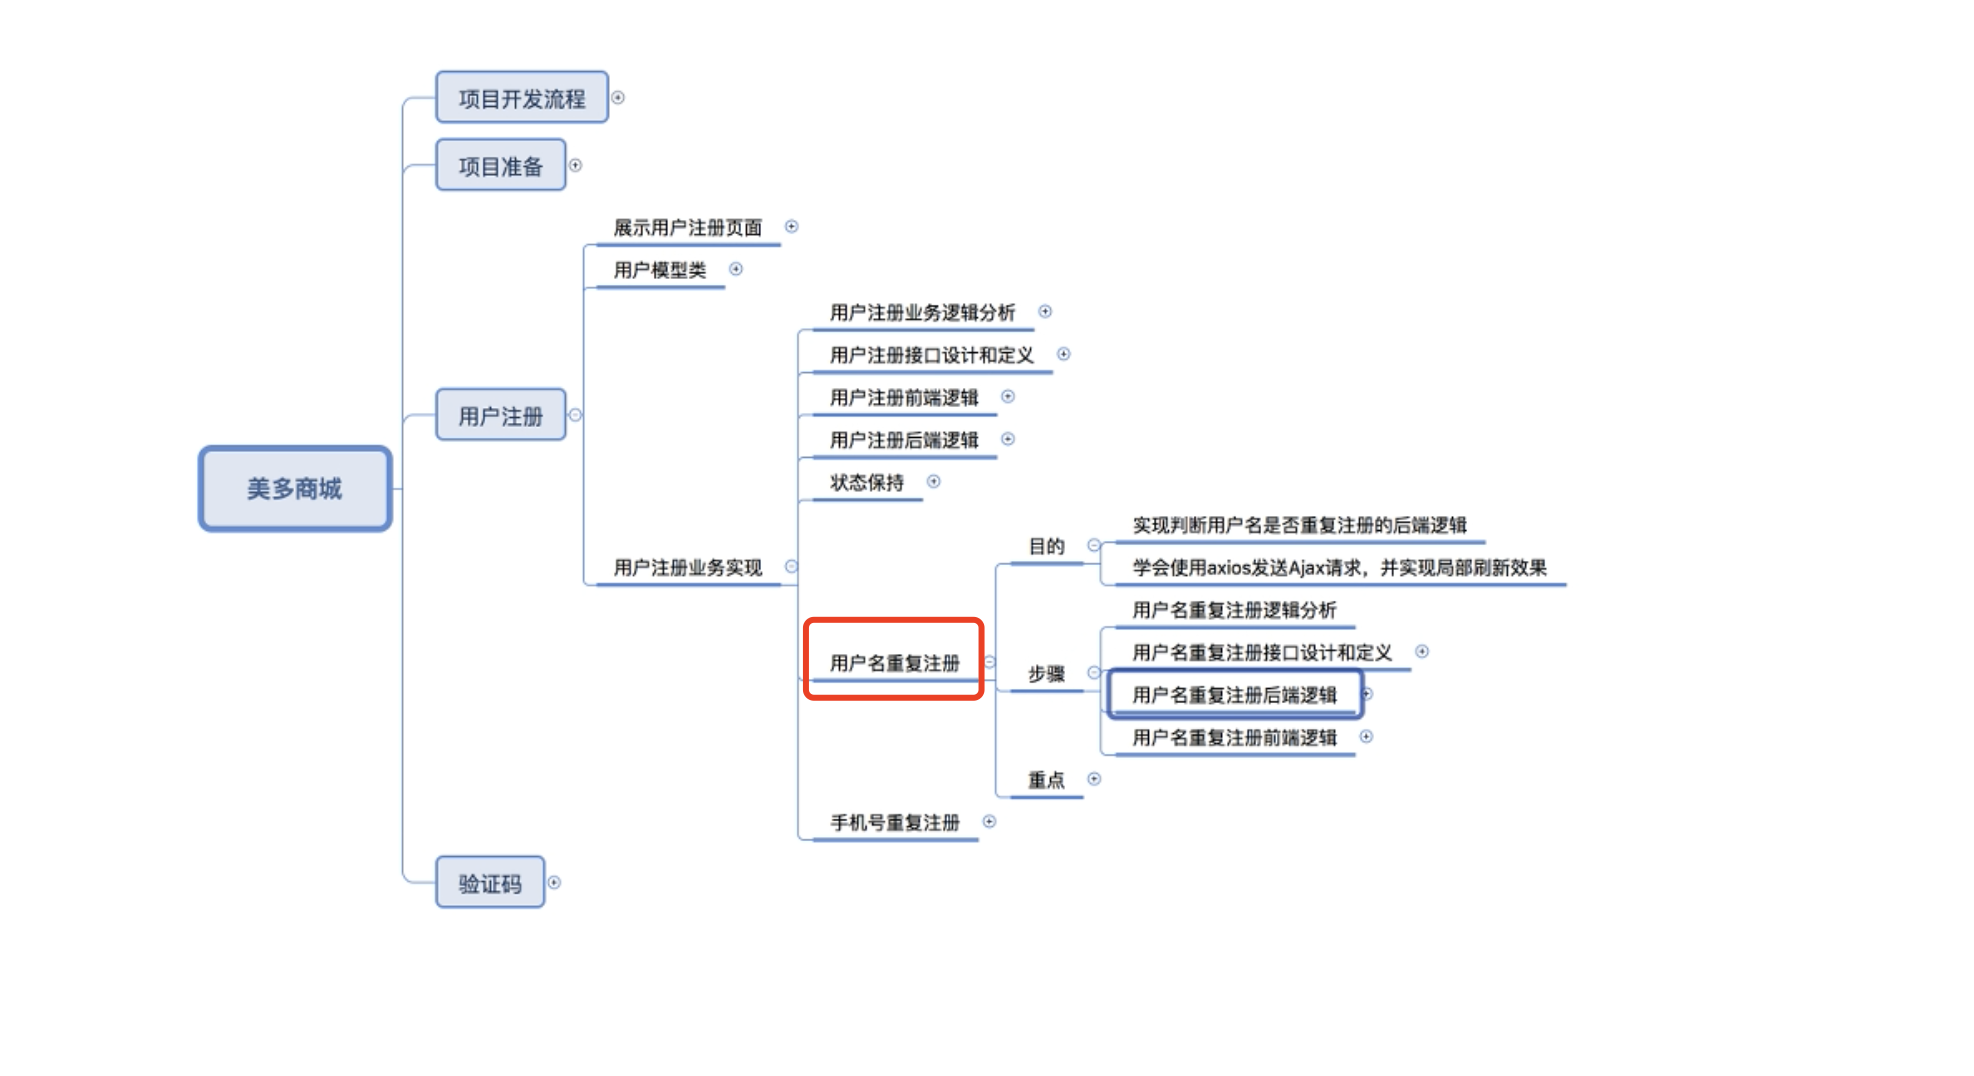 项目开发流程
项目准备
展示用户注册页面
用户模型类
用户注册业务逻辑分析
用户注册接口设计和定义
用户注册前端逻辑
用户注册
用户注册后端逻辑
状态保持
美多商城
实现判断用户名是否重复注册的后端逻辑
目的
用户注册业务实现
学会使用axios发送Ajax请求，并实现局部刷新效果
用户名重复注册逻辑分析
用户名重复注册接口设计和定义
用户名重复注册
步骤
用户名重复注册后端逻辑
用户名重复注册前端逻辑
重点
手机号重复注册
验证码